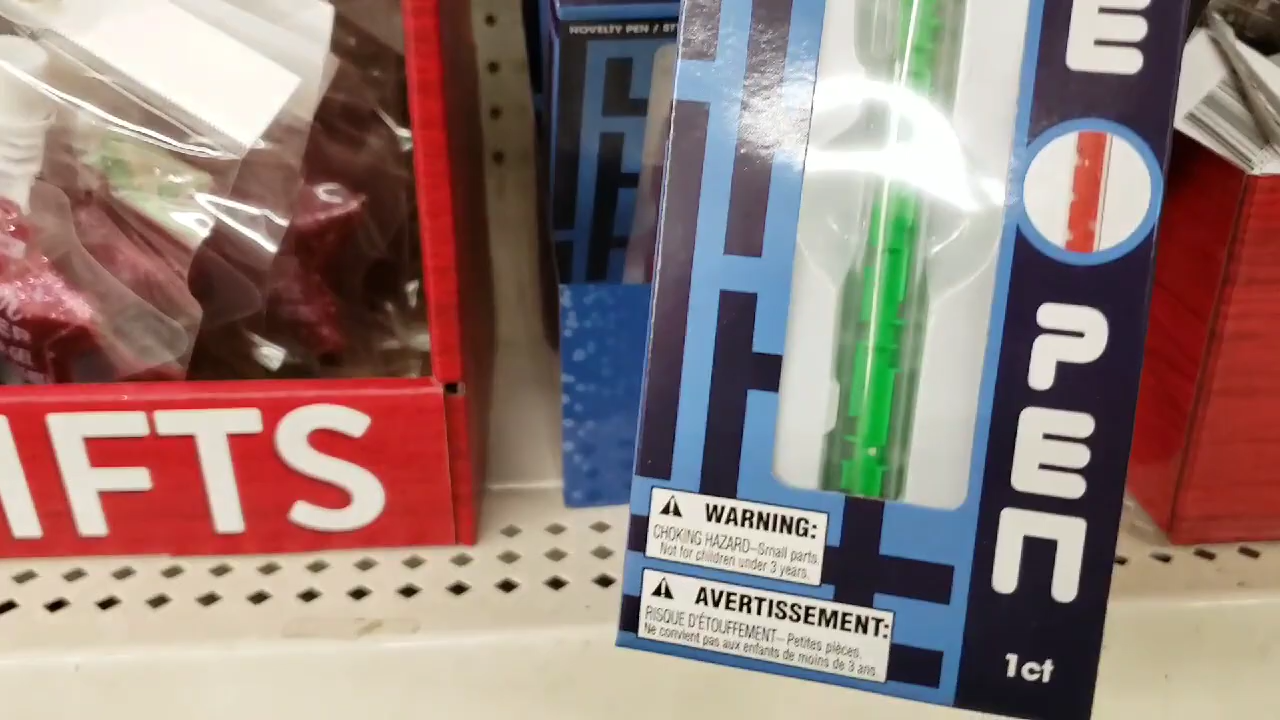 NOVELTY PEN /
E
PEN
IFTS
WARNING:
CHOKING HAZARD—Small parts.
Not for children under 3 years.
AVERTISSEMENT:
RISQUE D'ÉTOUFFEMENT—Petites pièces.
Ne convient pas aux enfants de moins de 3 ans.
1ct